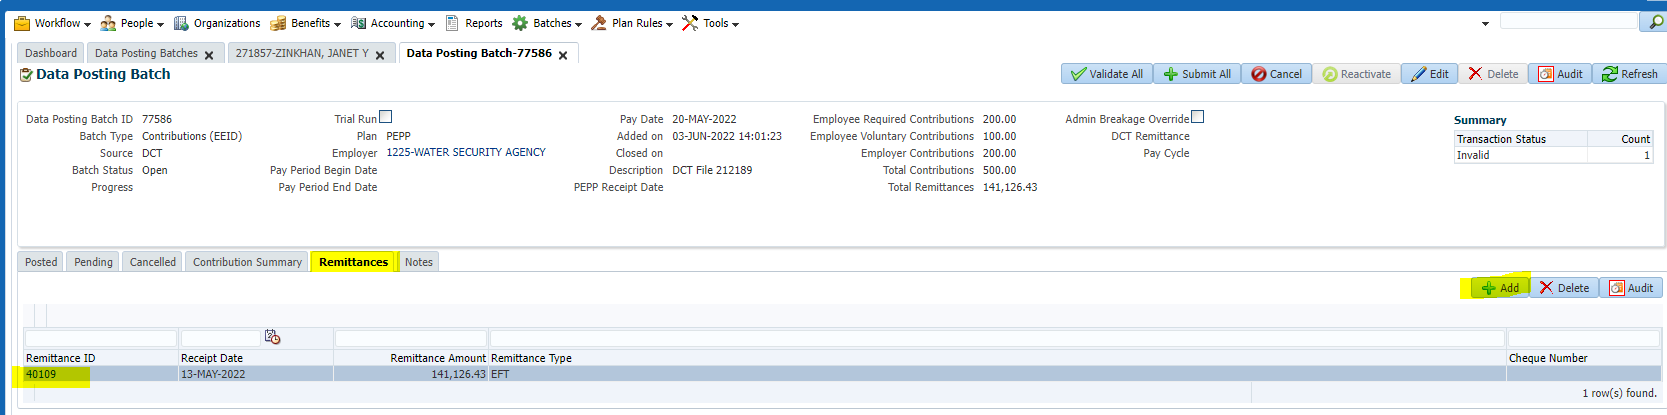 Workflow People Organizations Benefits Accounting Reports Batches Plan Rules Tools
Dashboard Data Posting Batches 271857-ZINKHAN, JANET Y Data Posting Batch-77586
Data Posting Batch Validate All Submit All Cancel Reactivate Edit Delete Audit Refresh
Data Posting Batch ID 77586 Trial Run Pay Date 20-MAY-2022 Employee Required Contributions 200.00 Admin Breakage Override Summary
Batch Type Contributions (EEID) Plan PEPP Added on 03-JUN-2022 14:01:23 Employee Voluntary Contributions 100.00 DCT Remittance Transaction Status Count
Source DCT Employer 1225-WATER SECURITY AGENCY Closed on Employer Contributions 200.00 Pay Cycle Invalid 1
Batch Status Open Pay Period Begin Date Description DCT File 212189 Total Contributions 500.00
Progress Pay Period End Date PEPP Receipt Date Total Remittances 141,126.43
Posted Pending Cancelled Contribution Summary Remittances Notes
Add Delete Audit
Remittance ID Receipt Date Remittance Amount Remittance Type Cheque Number
40109 13-MAY-2022 141,126.43 EFT
1 row(s) found.